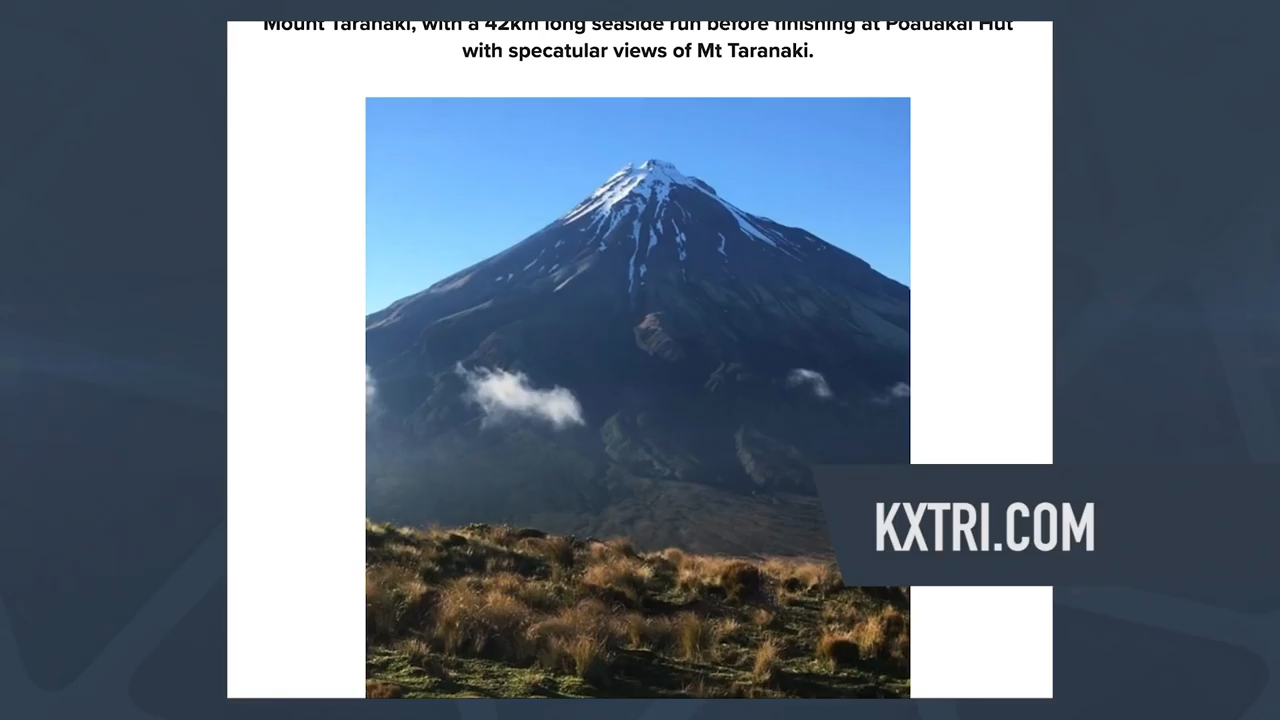 Mount Taranaki, with a 42km long seaside run before finishing at Poauakai Hut
with specatular views of Mt Taranaki.
KXTRI.COM